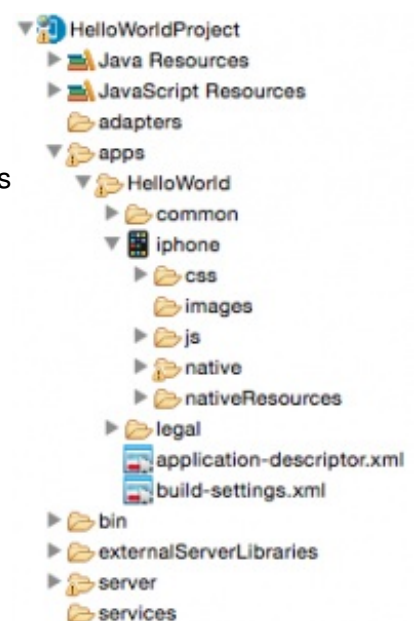 HelloWorldProject
Java Resources
JavaScript Resources
adapters
apps
s
HelloWorld
common
iphone
css
images
js
native
nativeResources
legal
application-descriptor.xml
build-settings.xml
bin
externalServerLibraries
server
services